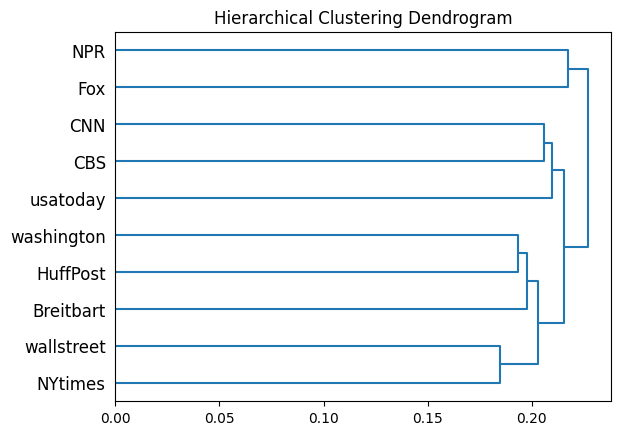 Hierarchical Clustering Dendrogram
NPR
Fox
CNN
CBS
usatoday
washington
HuffPost
Breitbart
wallstreet
NYtimes
0.00 0.05 0.10 0.15 0.20